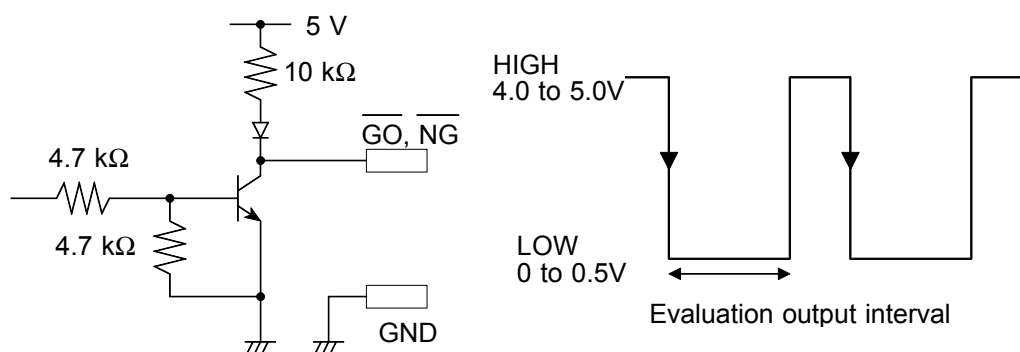 5 V
10 kΩ
GO, NG
4.7 kΩ
4.7 kΩ
GND
HIGH
4.0 to 5.0V
LOW
0 to 0.5V
Evaluation output interval